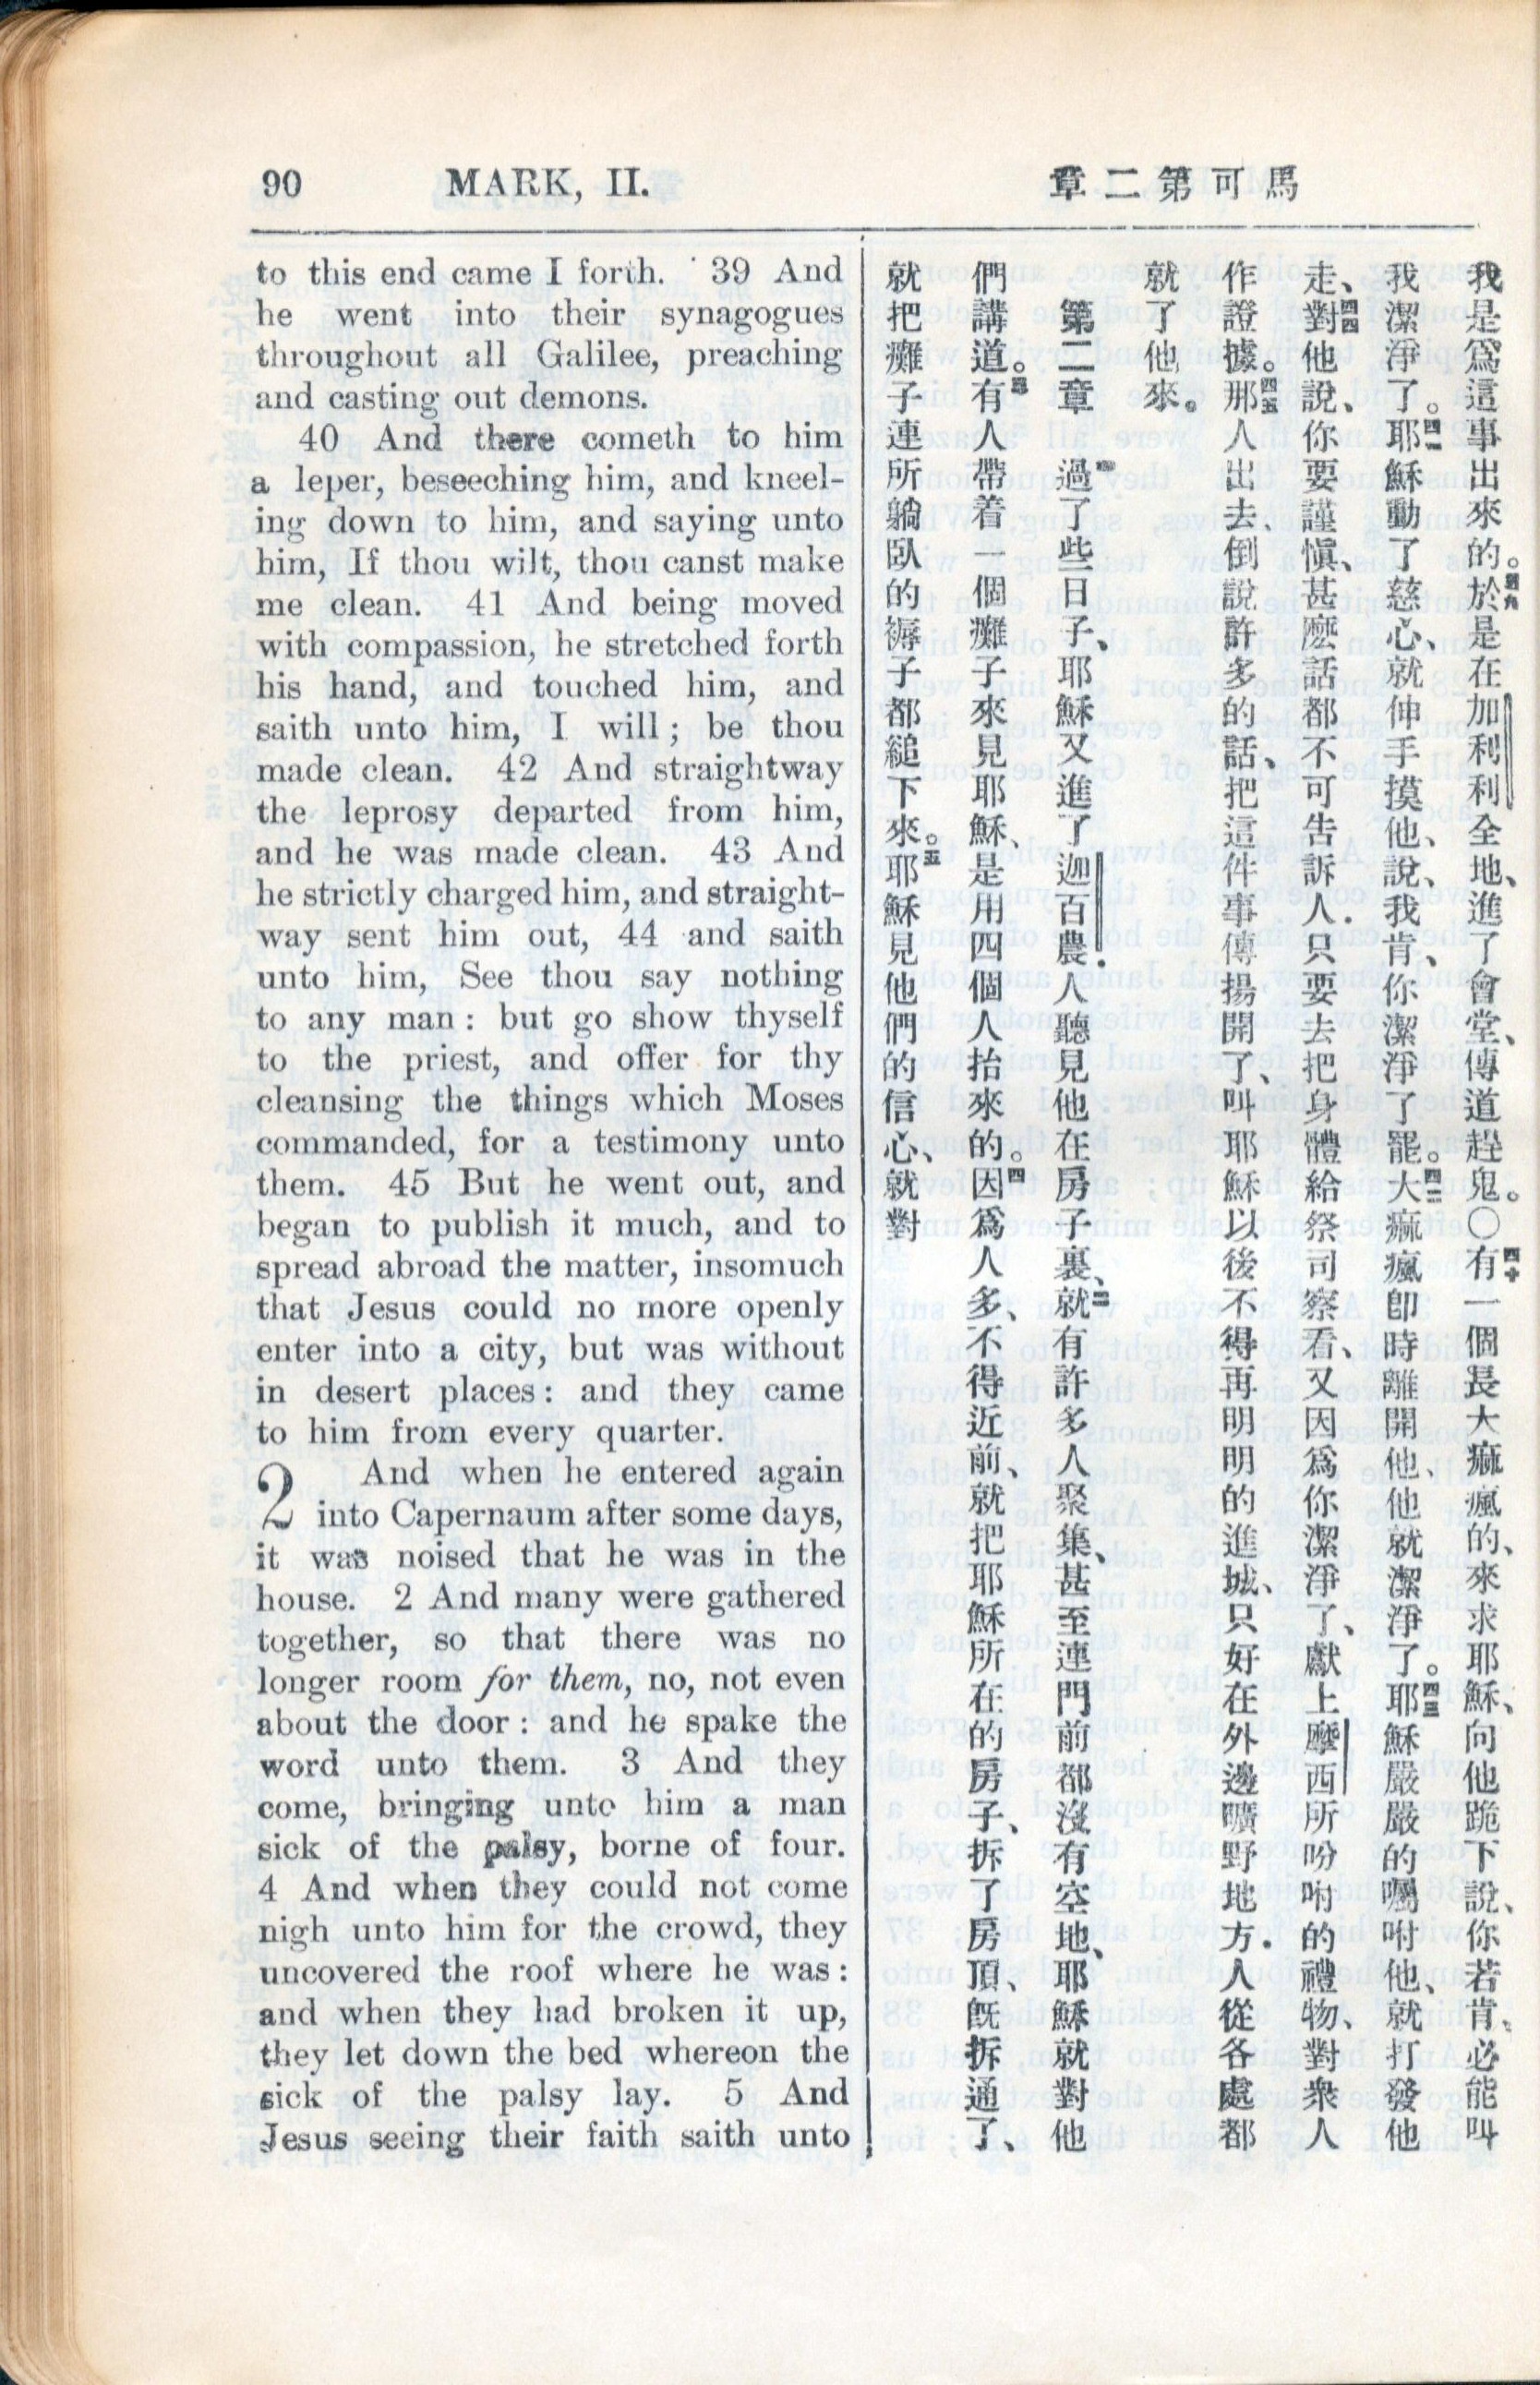 90 MARK, II.
章二第可馬
to this end came I forth. 39 And
he went into their synagogues
throughout all Galilee, preaching
and casting out demons.
40 And there cometh to him
a leper, beseeching him, and kneel-
ing down to him, and saying unto
him, If thou wilt, thou canst make
me clean. 41 And being moved
with compassion, he stretched forth
his hand, and touched him, and
saith unto him, I will; be thou
made clean. 42 And straightway
the leprosy departed from him,
and he was made clean. 43 And
he strictly charged him, and straight-
way sent him out, 44 and saith
unto him, See thou say nothing
to any man: but go show thyself
to the priest, and offer for thy
cleansing the things which Moses
commanded, for a testimony unto
them. 45 But he went out, and
began to publish it much, and to
spread abroad the matter, insomuch
that Jesus could no more openly
enter into a city, but was without
in desert places: and they came
to him from every quarter.
2 And when he entered again
into Capernaum after some days,
it was noised that he was in the
house. 2 And many were gathered
together, so that there was no
longer room for them, no, not even
about the door: and he spake the
word unto them. 3 And they
come, bringing unto him a man
sick of the palsy, borne of four.
4 And when they could not come
nigh unto him for the crowd, they
uncovered the roof where he was:
and when they had broken it up,
they let down the bed whereon the
sick of the palsy lay. 5 And
Jesus seeing their faith saith unto
我是爲這事出來的。三十九於是在加利利全地、進了會堂、傳道趕鬼。〇四十有一個長大痲瘋的、來求耶穌、向他跪下說、你若肯、必能叫
我潔淨了。四一耶穌動了慈心、就伸手摸他、說、我肯、你潔淨了罷。四二大痲瘋卽時離開他、他就潔淨了。四三耶穌嚴嚴的囑咐他、就打發他
走、四四對他說、你要謹愼、甚麽話都不可告訴人．只要去把身體給祭司察看、又因爲你潔淨了、獻上摩西所吩咐的禮物、對衆人
作證據。四五那人出去、倒說許多的話、把這件事傳揚開了、叫耶穌以後不得再明明的進城、只好在外邊曠野地方．人從各處都
就了他來。
第二章 一過了些日子、耶穌又進了迦百農．人聽見他在房子裏、二就有許多人聚集、甚至連門前都沒有空地、耶穌就對他
們講道。三有人帶着一個癱子來見耶穌、是用四個人抬來的。四因爲人多、不得近前、就把耶穌所在的房子、拆了房頂、旣拆通了、
就把癱子連所躺臥的褥子都縋下來。五耶穌見他們的信心、就對